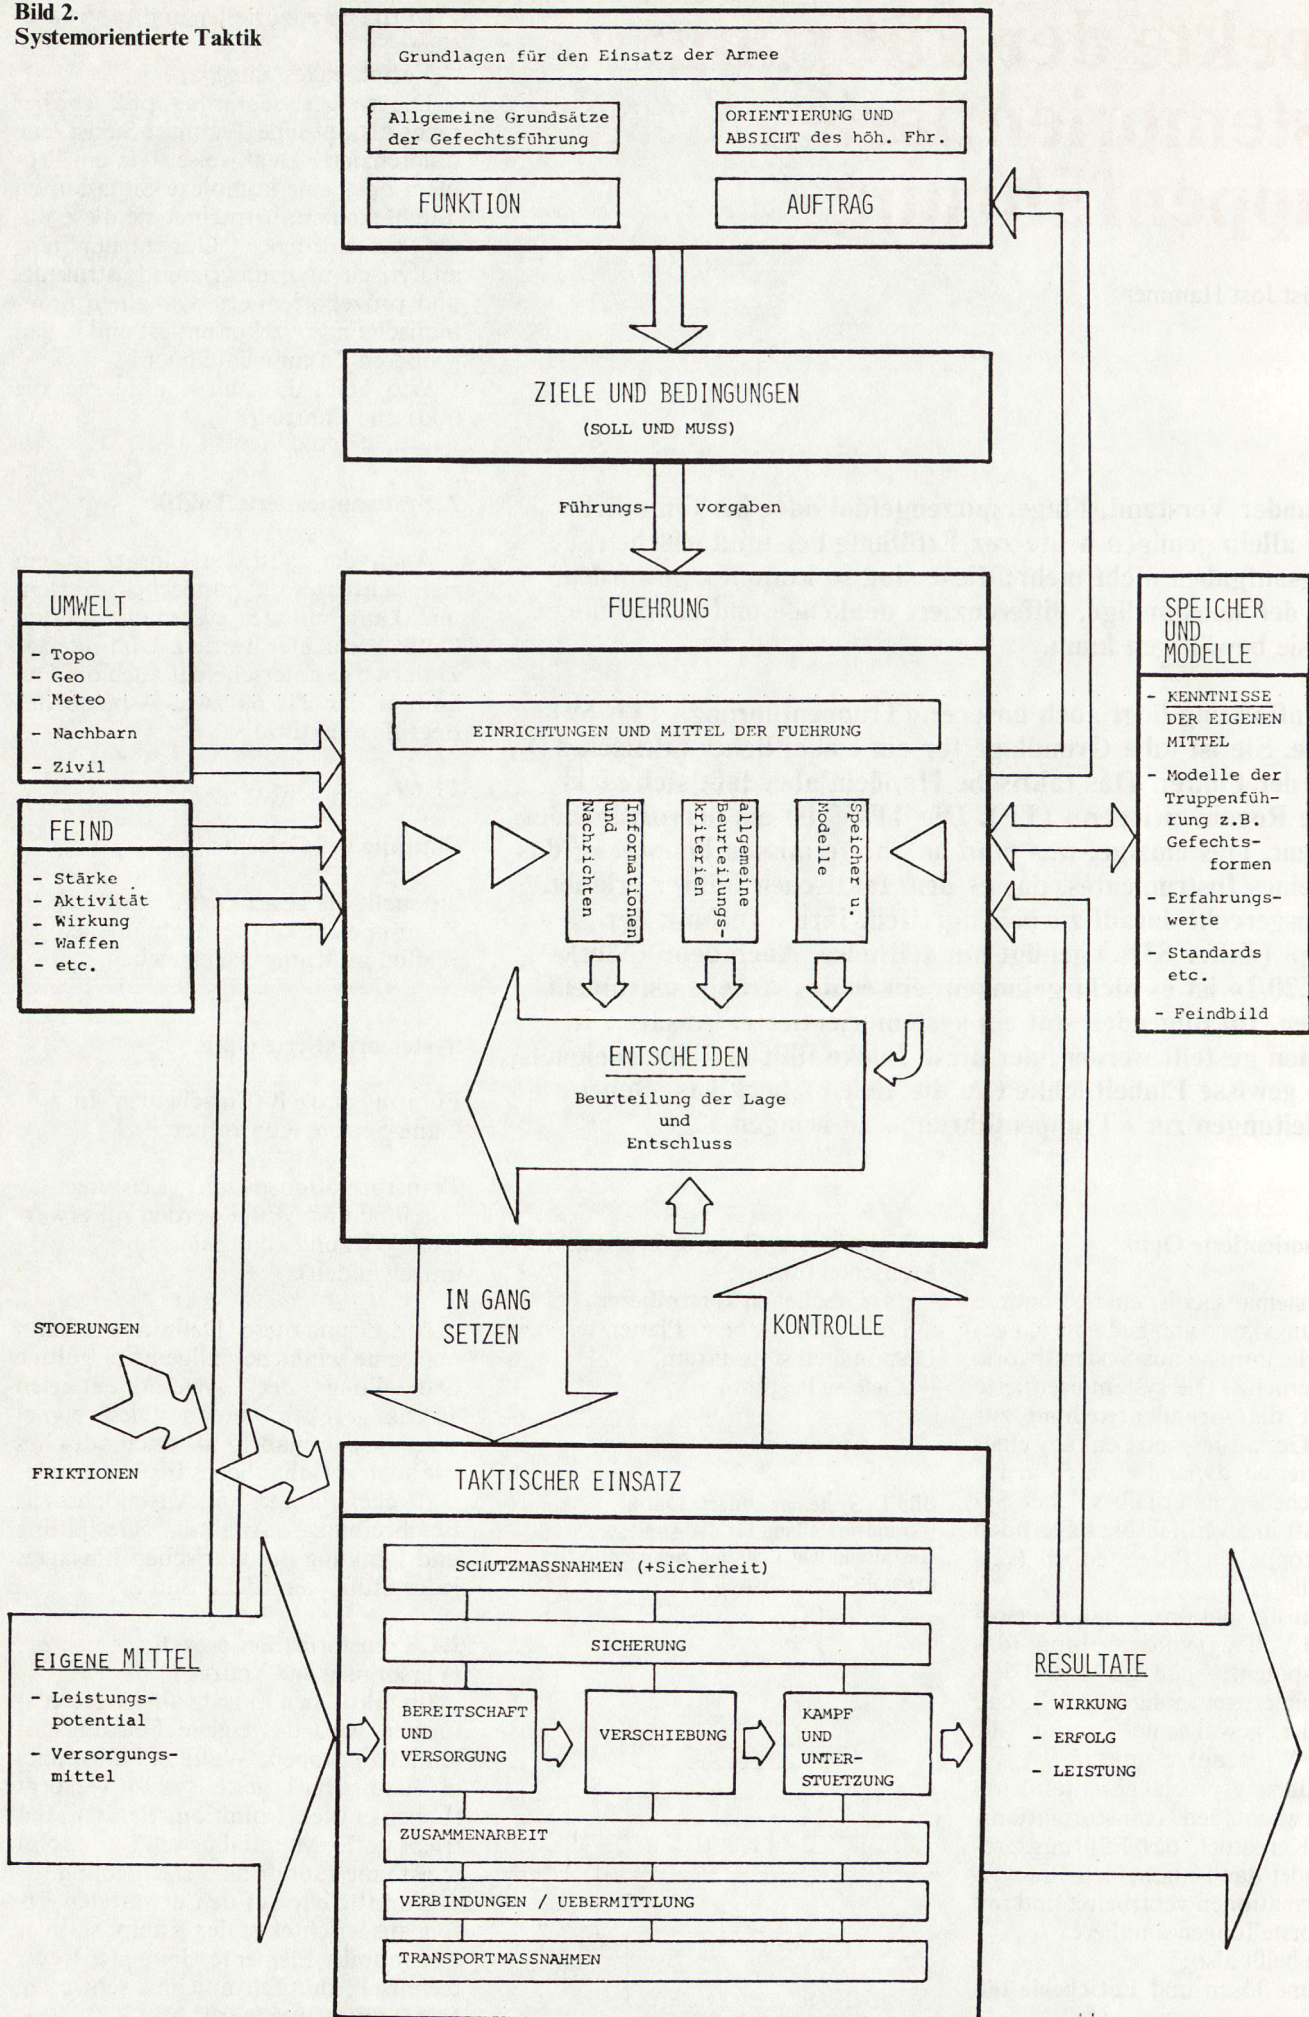 Bild 2.
Systemorientierte Taktik
Grundlagen für den Einsatz der Armee
Allgemeine Grundsätze
der Gefechtsführung
ORIENTIERUNG UND
ABSICHT des höh. Fhr.
FUNKTION
AUFTRAG
ZIELE UND BEDINGUNGEN
(SOLL UND MUSS)
Führungs-
vorgaben
UMWELT
- Topo
- Geo
- Meteo
- Nachbarn
- Zivil
FEIND
- Stärke
- Aktivität
- Wirkung
- Waffen
- etc.
FUEHRUNG
EINRICHTUNGEN UND MITTEL DER FUEHRUNG
Informationen
und
Nachrichten
allgemeine
Beurteilungs-
kriterien
Speicher u.
Modelle
ENTSCHEIDEN
Beurteilung der Lage
und
Entschluss
SPEICHER
UND
MODELLE
- KENNTNISSE
DER EIGENEN
MITTEL
- Modelle der
Truppenfüh-
rung z.B.
Gefechts-
formen
- Erfahrungs-
werte
- Standards
etc.
- Feindbild
IN GANG
SETZEN
KONTROLLE
STOERUNGEN
FRIKTIONEN
TAKTISCHER EINSATZ
SCHUTZMASSNAHMEN (+Sicherheit)
SICHERUNG
EIGENE MITTEL
- Leistungs-
potential
- Versorgungs-
mittel
BEREITSCHAFT
UND
VERSORGUNG
VERSCHIEBUNG
KAMPF
UND
UNTER-
STUETZUNG
RESULTATE
- WIRKUNG
- ERFOLG
- LEISTUNG
ZUSAMMENARBEIT
VERBINDUNGEN / UEBERMITTLUNG
TRANSPORTMASSNAHMEN